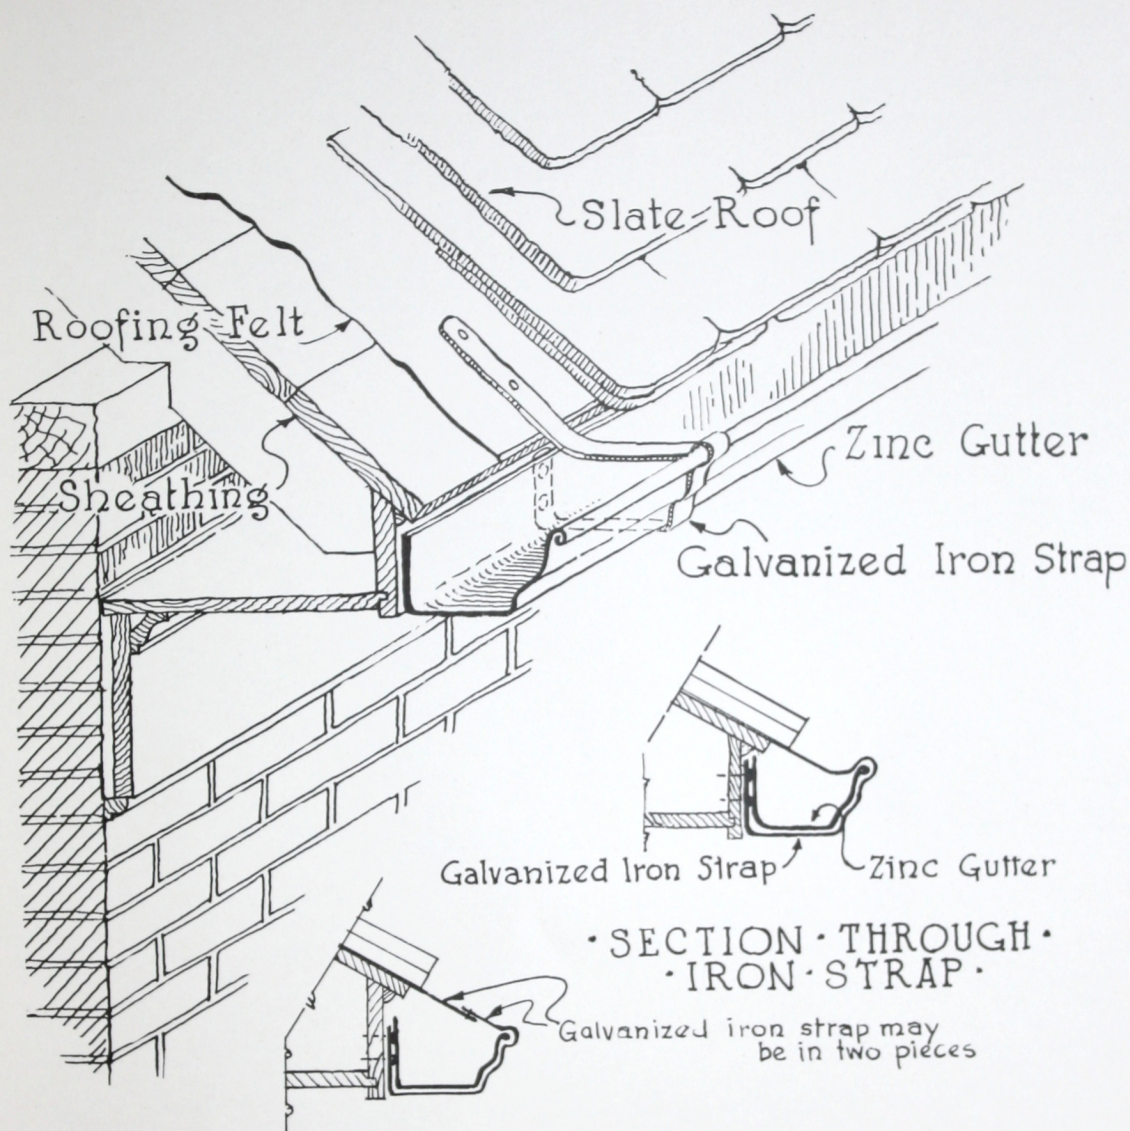 Slate Roof
Roofing Felt
Zinc Gutter
Sheathing
Galvanized Iron Strap
Galvanized Iron Strap
Zinc Gutter
· SECTION · THROUGH ·
· IRON · STRAP ·
Galvanized iron strap may
be in two pieces